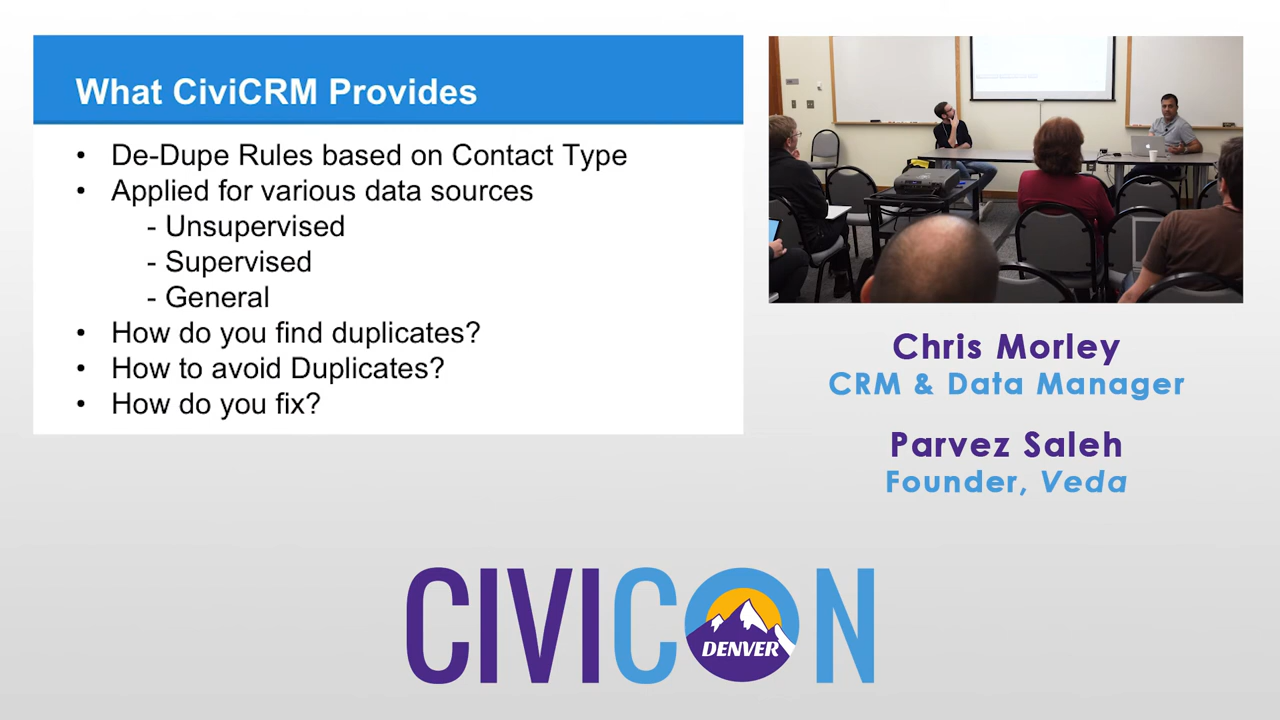 What CiviCRM Provides
• De-Dupe Rules based on Contact Type
• Applied for various data sources
- Unsupervised
- Supervised
- General
• How do you find duplicates?
• How to avoid Duplicates?
• How do you fix?
Chris Morley
CRM & Data Manager
Parvez Saleh
Founder, Veda
CIVICON
DENVER